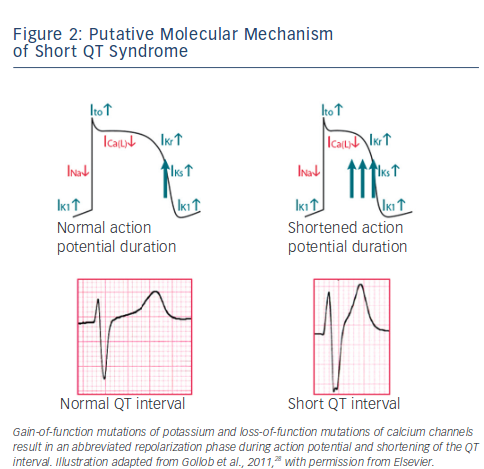 Figure 2: Putative Molecular Mechanism
of Short QT Syndrome
Ito↑
ICa(L)↓
IKr↑
INa↓
IKs↑
IK1↑
IK1↑
Normal action
potential duration
Ito↑
ICa(L)↓
IKr↑
INa↓
IKs↑
IK1↑
IK1↑
Shortened action
potential duration
Normal QT interval
Short QT interval
Gain-of-function mutations of potassium and loss-of-function mutations of calcium channels
result in an abbreviated repolarization phase during action potential and shortening of the QT
interval. Illustration adapted from Gollob et al., 2011,28 with permission from Elsevier.